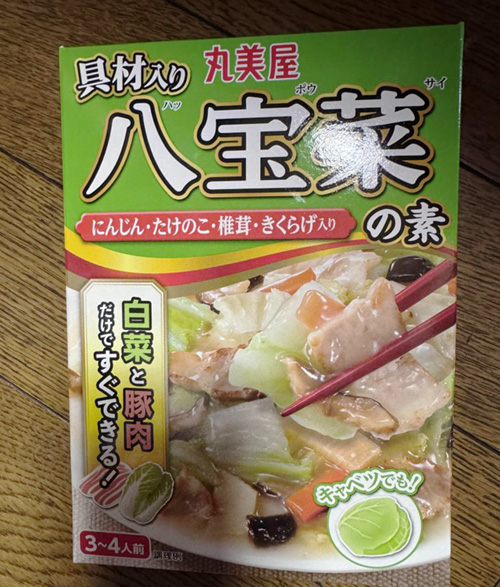 丸美屋
具材入り
八宝菜
ハッ ポウ サイ
の素
にんじん・たけのこ・椎茸・きくらげ入り
白菜と豚肉
だけですぐできる!
キャベツでも!
3~4人前
調理例